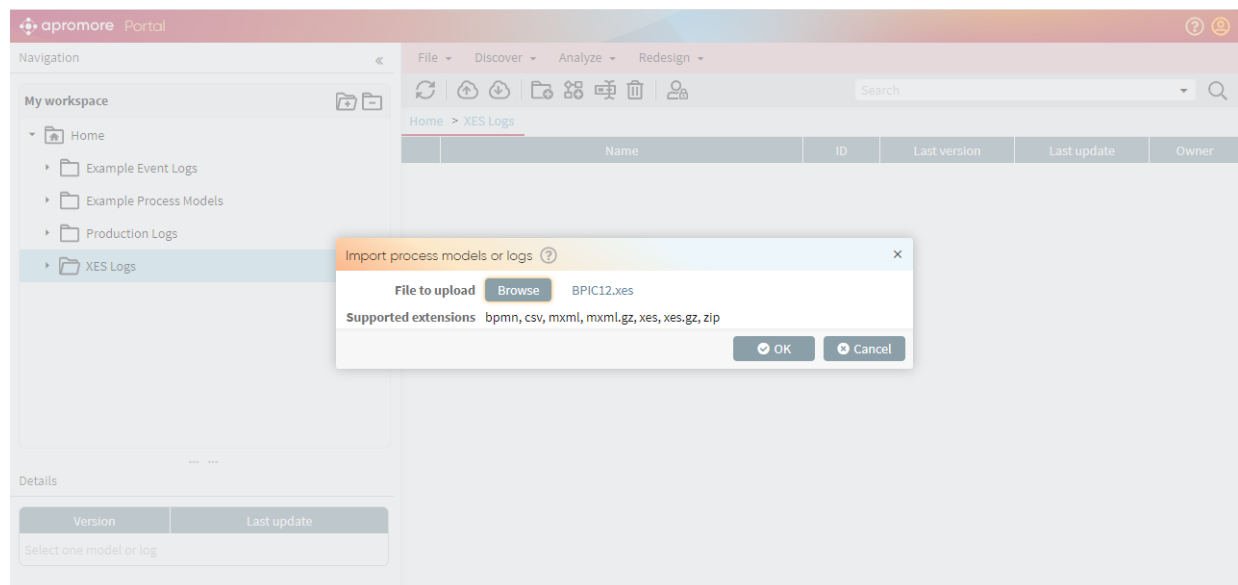 apromore Portal
Navigation
File Discover Analyze Redesign
My workspace
Search
Home > XES Logs
Home
Name ID Last version Last update Owner
Example Event Logs
Example Process Models
Production Logs
XES Logs
Import process models or logs ?
File to upload Browse BPIC12.xes
Supported extensions bpmn, csv, mxml, mxml.gz, xes, xes.gz, zip
OK Cancel
Details
Version Last update
Select one model or log